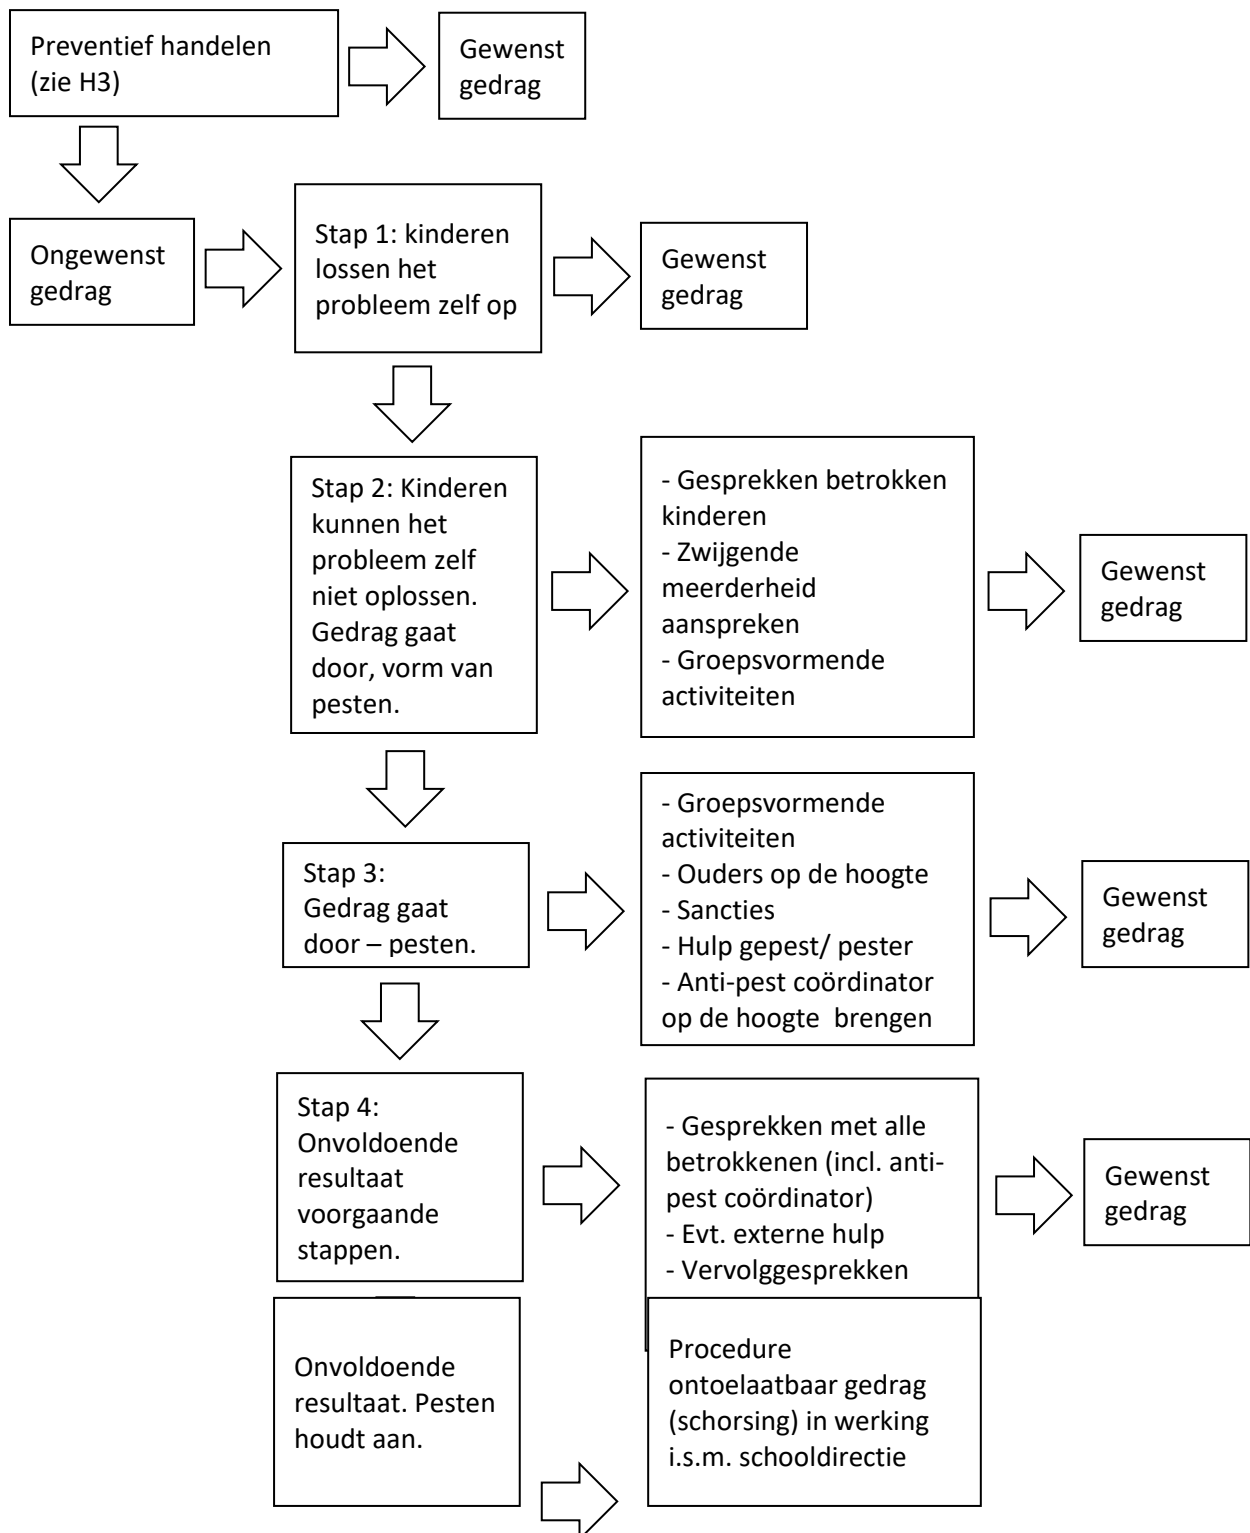 Preventief handelen
(zie H3)
Gewenst
gedrag
Ongewenst
gedrag
Stap 1: kinderen
lossen het
probleem zelf op
Gewenst
gedrag
Stap 2: Kinderen
kunnen het
probleem zelf
niet oplossen.
Gedrag gaat
door, vorm van
pesten.
- Gesprekken betrokken
kinderen
- Zwijgende
meerderheid
aanspreken
- Groepsvormende
activiteiten
Gewenst
gedrag
Stap 3:
Gedrag gaat
door – pesten.
- Groepsvormende
activiteiten
- Ouders op de hoogte
- Sancties
- Hulp gepest/ pester
- Anti-pest coördinator
op de hoogte  brengen
Gewenst
gedrag
Stap 4:
Onvoldoende
resultaat
voorgaande
stappen.
- Gesprekken met alle
betrokkenen (incl. anti-
pest coördinator)
- Evt. externe hulp
- Vervolggesprekken
Gewenst
gedrag
Onvoldoende
resultaat. Pesten
houdt aan.
Procedure
ontoelaatbaar gedrag
(schorsing) in werking
i.s.m. schooldirectie